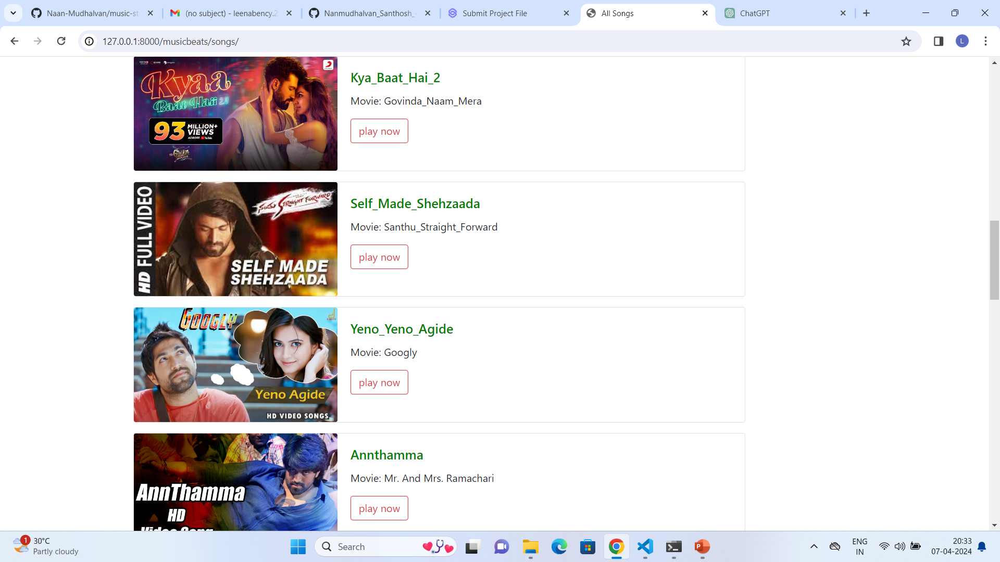 Naan-Mudhalvan/music-st
(no subject) - leenabency.2
Nanmudhalvan_Santhosh_
Submit Project File
All Songs
ChatGPT
127.0.0.1:8000/musicbeats/songs/
L
Kyaa
Baat Haii 2.0
93 MILLION+
VIEWS
ACROSS YouTube
Kya_Baat_Hai_2
Movie: Govinda_Naam_Mera
play now
HD FULL VIDEO
ಸಂತು STRAIGHT FORWARD
SELF MADE
SHEHZAADA
Self_Made_Shehzaada
Movie: Santhu_Straight_Forward
play now
GOOGLY
Yeno Agide
HD VIDEO SONGS
Yeno_Yeno_Agide
Movie: Googly
play now
AnnThamma
HD
Video Song
Annthamma
Movie: Mr. And Mrs. Ramachari
play now
1
30°C
Partly cloudy
Search
ENG
IN
20:33
07-04-2024